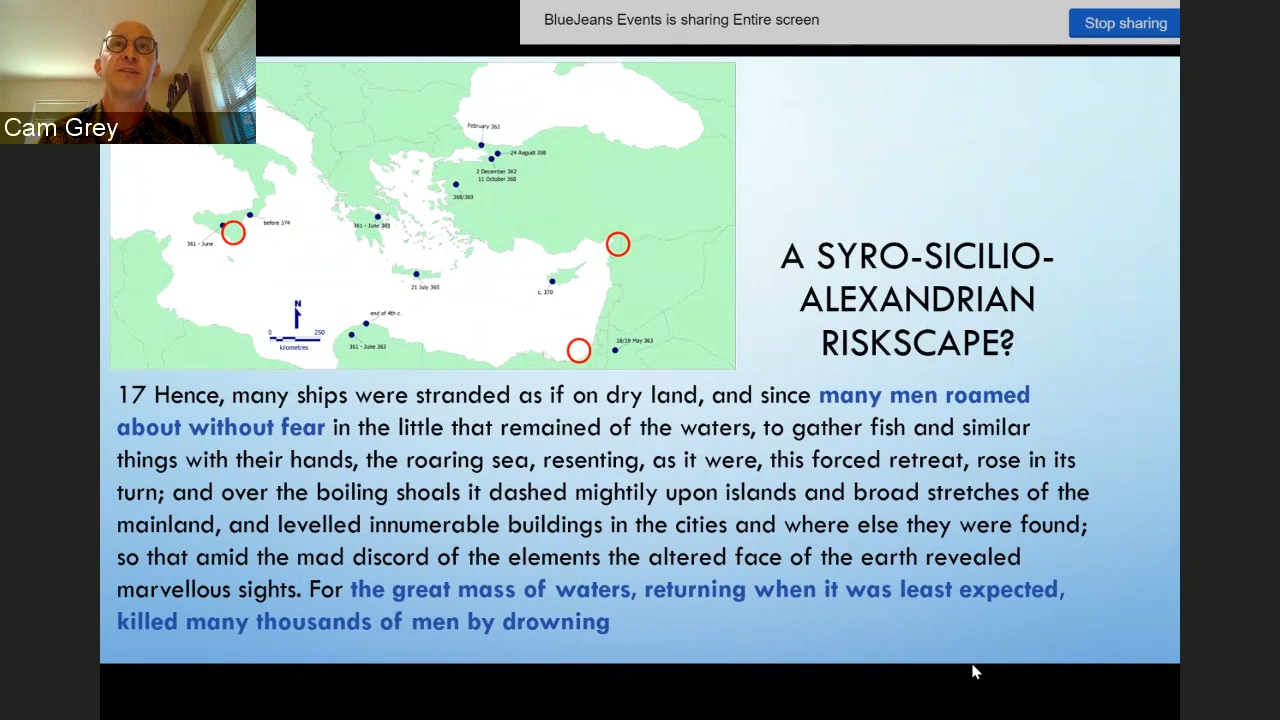 BlueJeans Events is sharing Entire screen
Stop sharing
Cam Grey
February 363
24 August 358
2 December 362
11 October 368
368/369
before 374
361 - June
361 - June 363
21 July 365
c. 370
end of 4th c.
361 - June 363
18/19 May 363
N
0 250
kilometres
A SYRO-SICILIO-
ALEXANDRIAN
RISKSCAPE?
17 Hence, many ships were stranded as if on dry land, and since many men roamed
about without fear in the little that remained of the waters, to gather fish and similar
things with their hands, the roaring sea, resenting, as it were, this forced retreat, rose in its
turn; and over the boiling shoals it dashed mightily upon islands and broad stretches of the
mainland, and levelled innumerable buildings in the cities and where else they were found;
so that amid the mad discord of the elements the altered face of the earth revealed
marvellous sights. For the great mass of waters, returning when it was least expected,
killed many thousands of men by drowning